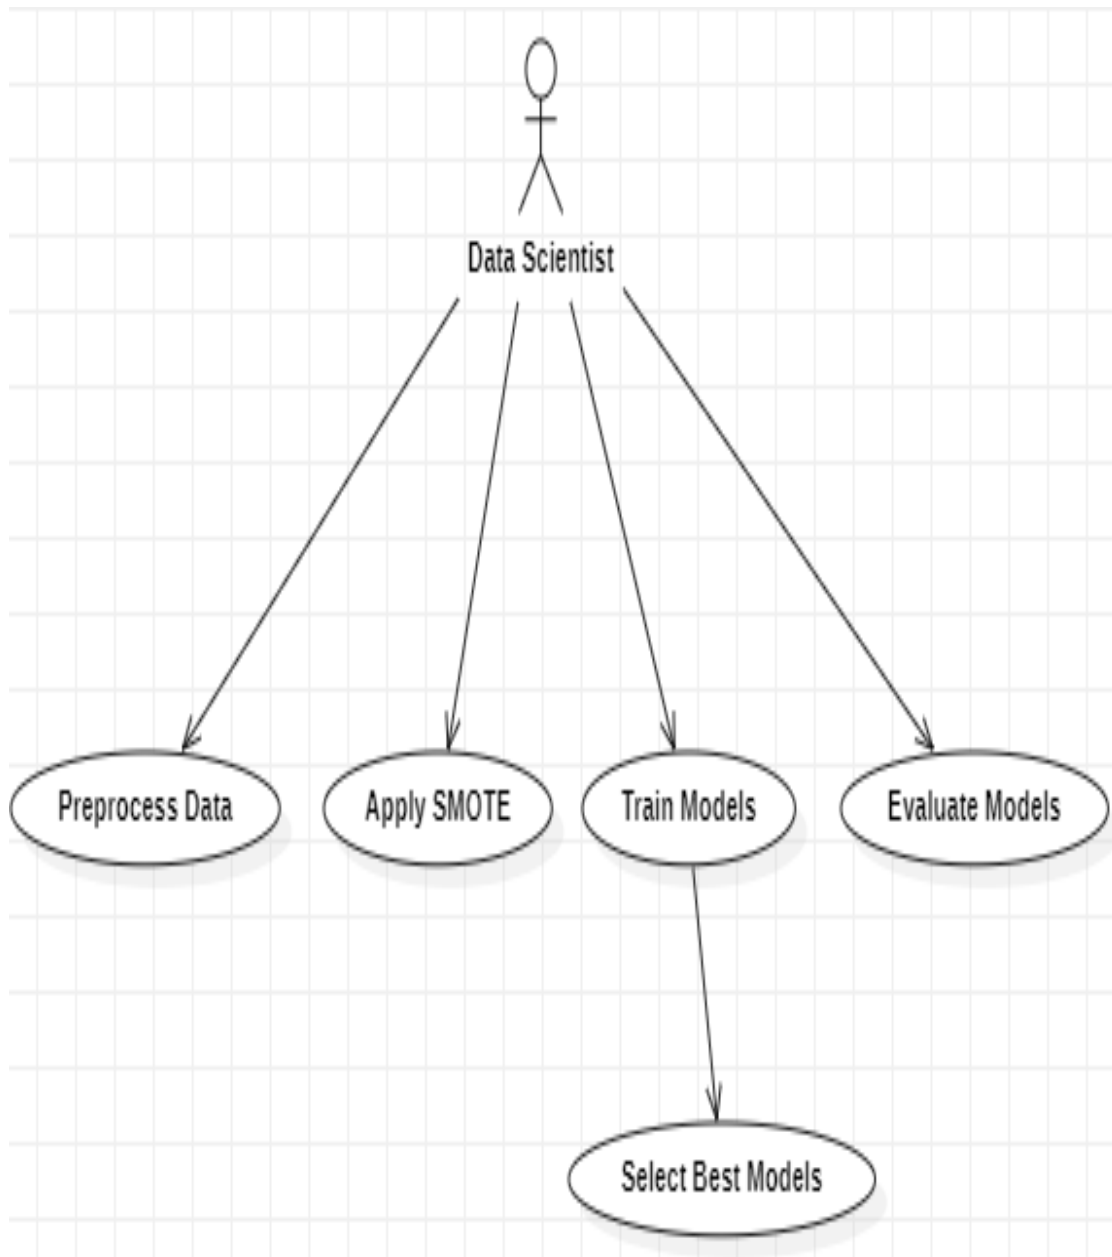 Data Scientist
Preprocess Data
Apply SMOTE
Train Models
Evaluate Models
Select Best Models